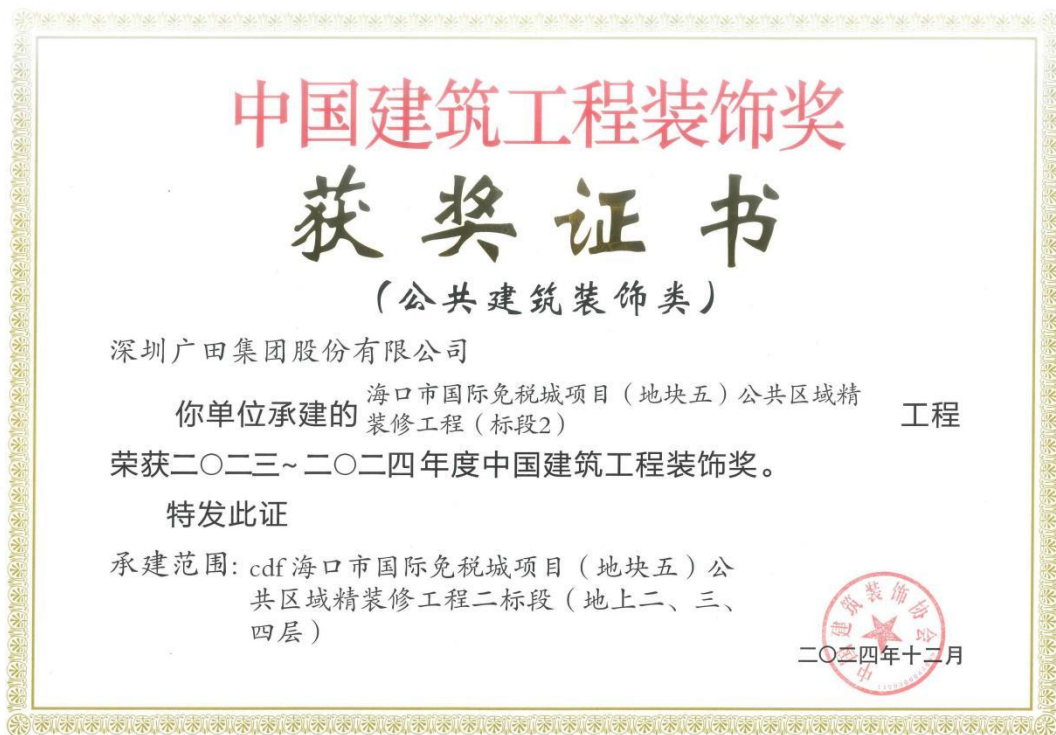 中国建筑工程装饰奖
获奖证书
（公共建筑装饰类）
深圳广田集团股份有限公司
你单位承建的 海口市国际免税城项目（地块五）公共区域精
装修工程（标段2） 工程
荣获二〇二三~二〇二四年度中国建筑工程装饰奖。
特发此证
承建范围: cdf 海口市国际免税城项目（地块五）公
共区域精装修工程二标段（地上二、三、
四层）
中国建筑装饰协会
二〇二四年十二月